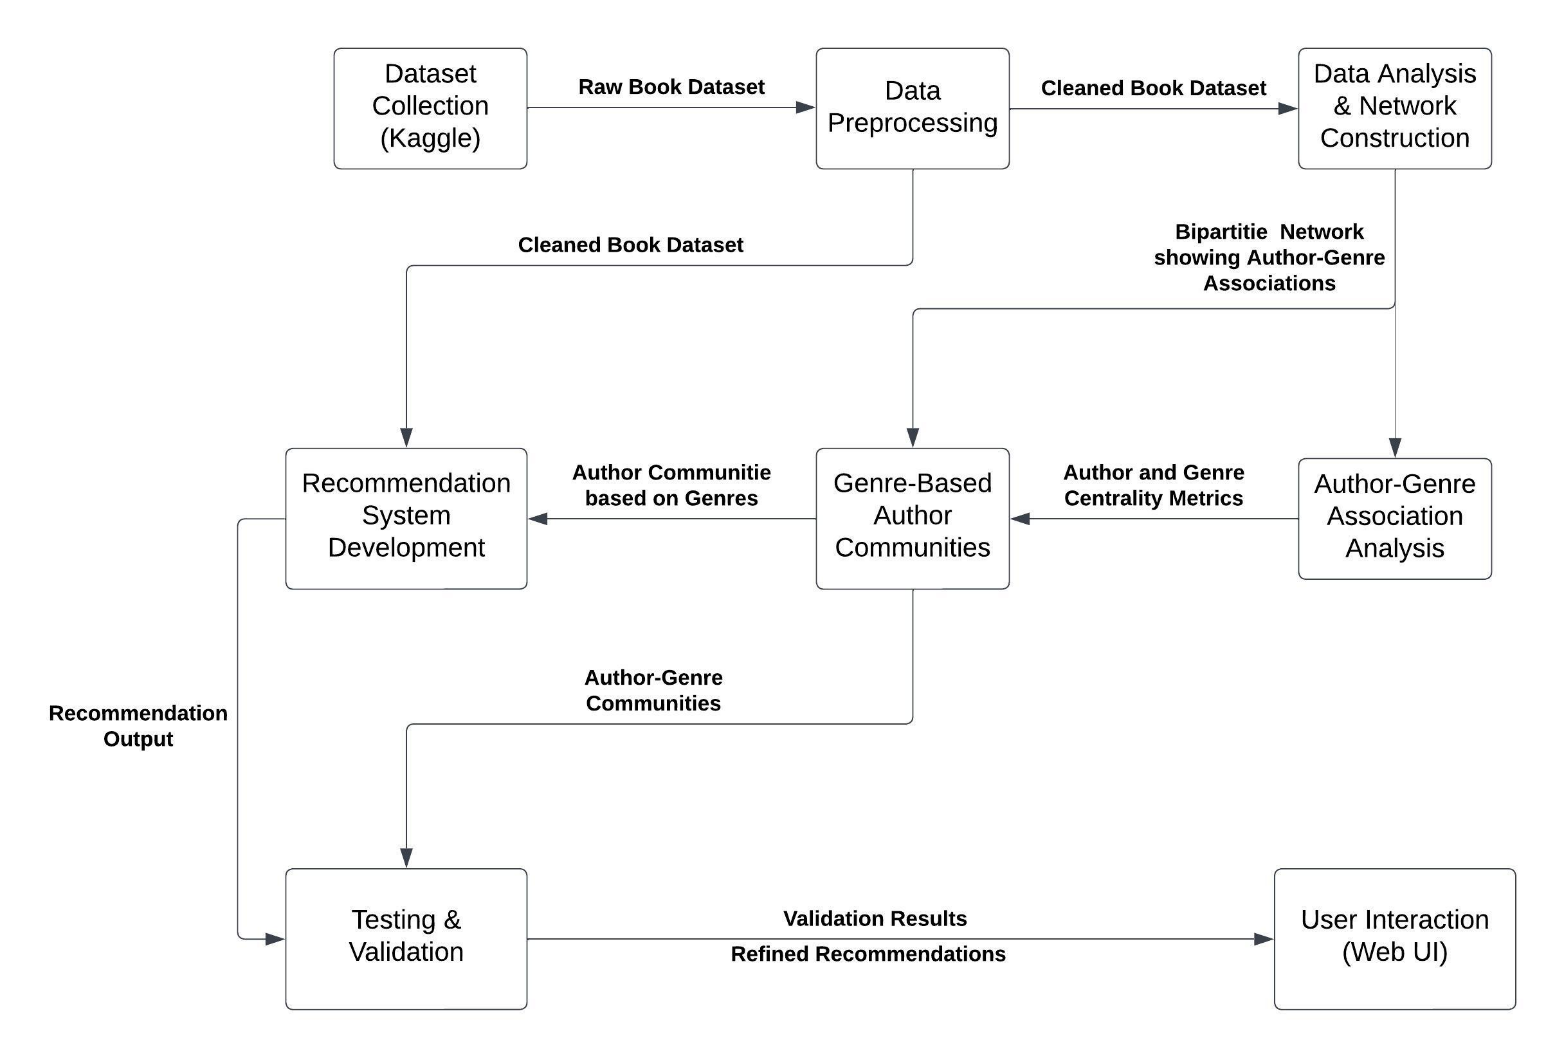 Dataset
Collection
(Kaggle)
Raw Book Dataset
Data
Preprocessing
Cleaned Book Dataset
Data Analysis
& Network
Construction
Cleaned Book Dataset
Bipartitie  Network
showing Author-Genre
Associations
Recommendation
System
Development
Author Communitie
based on Genres
Genre-Based
Author
Communities
Author and Genre
Centrality Metrics
Author-Genre
Association
Analysis
Author-Genre
Communities
Recommendation
Output
Testing &
Validation
Validation Results
Refined Recommendations
User Interaction
(Web UI)